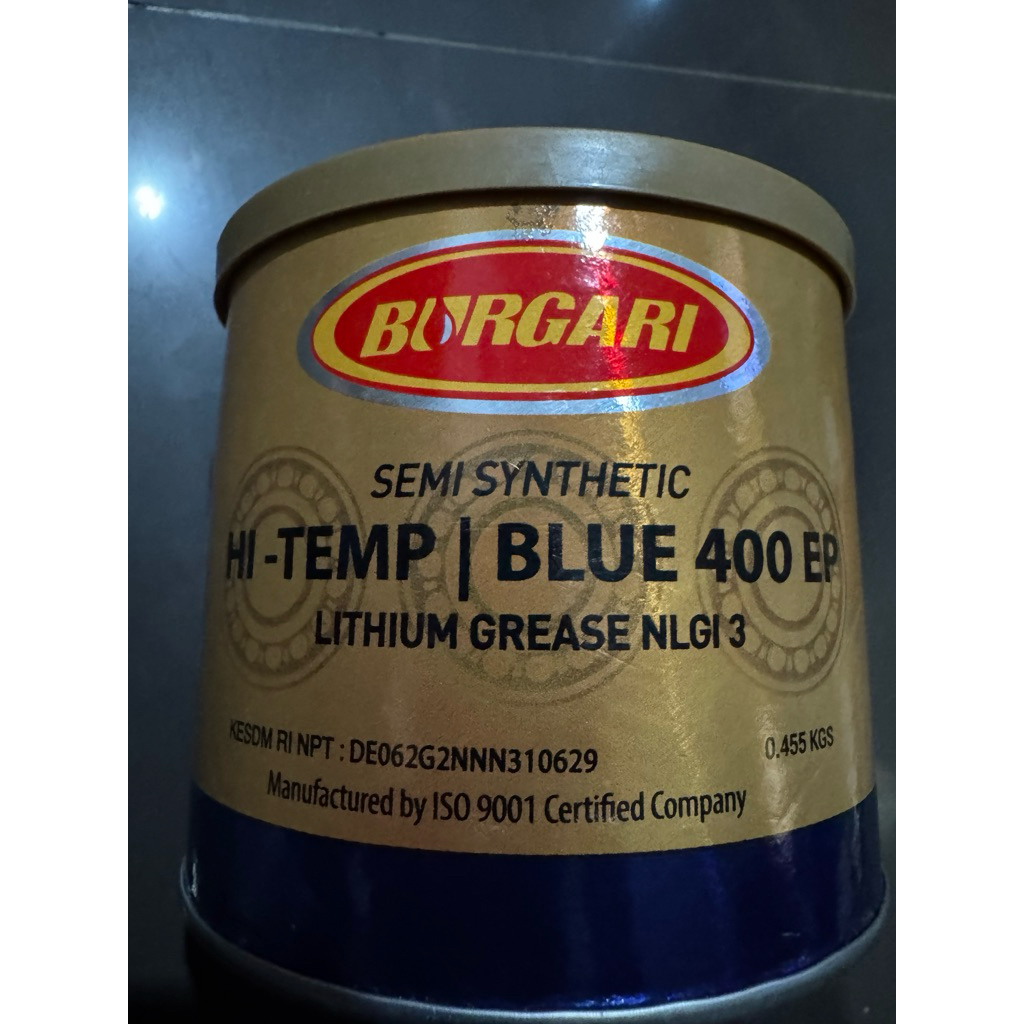 BURGARI
SEMI SYNTHETIC
HI-TEMP | BLUE 400 EP
LITHIUM GREASE NLGI 3
KESDM RI NPT : DE062G2NNN310629
0.455 KGS
Manufactured by ISO 9001 Certified Company